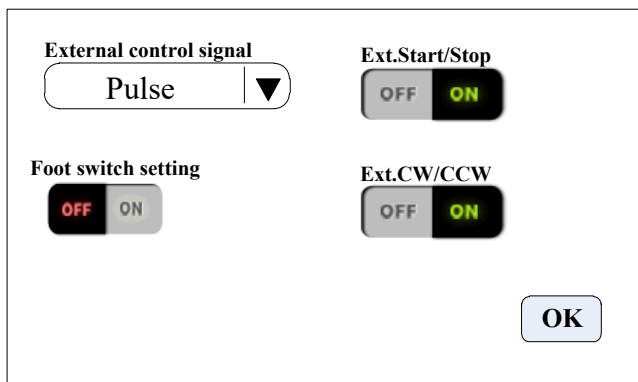 External control signal
Pulse
Ext.Start/Stop
OFF ON
Foot switch setting
OFF ON
Ext.CW/CCW
OFF ON
OK